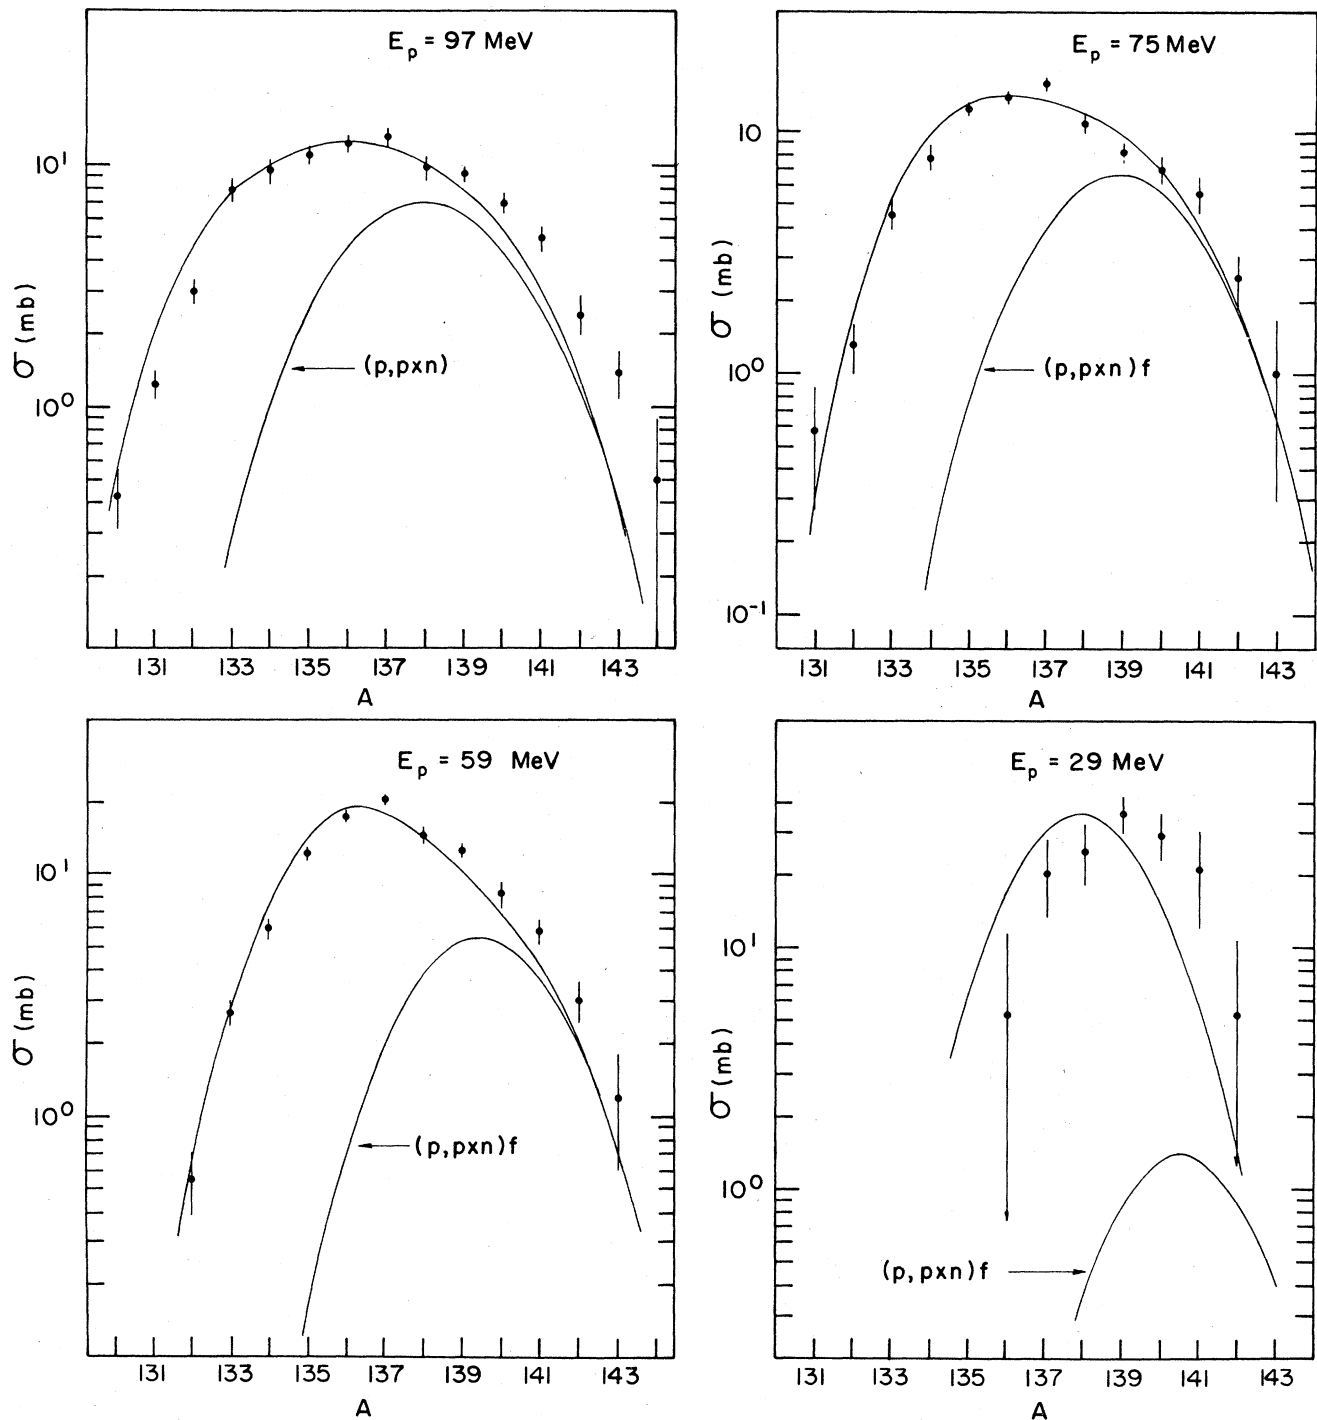 E_p = 97 MeV
10^1
10^0
σ (mb)
(p,pxn)
131 133 135 137 139 141 143
A
E_p = 75 MeV
10
10^0
10^-1
σ (mb)
(p,pxn)f
131 133 135 137 139 141 143
A
E_p = 59 MeV
10^1
10^0
σ (mb)
(p,pxn)f
131 133 135 137 139 141 143
A
E_p = 29 MeV
10^1
10^0
σ (mb)
(p,pxn)f
131 133 135 137 139 141 143
A